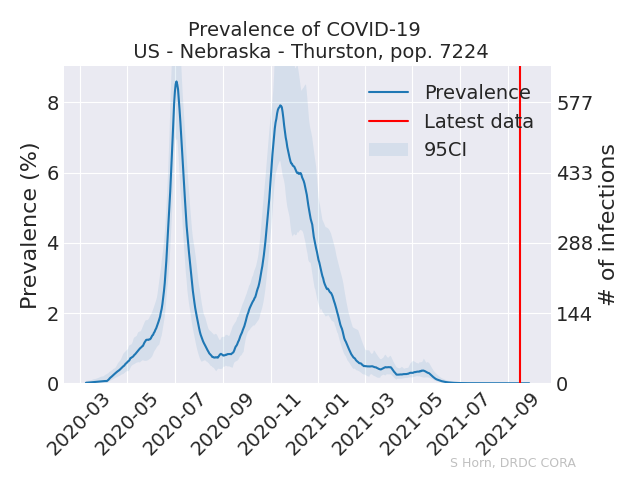 Prevalence of COVID-19
US - Nebraska - Thurston, pop. 7224
Prevalence
Latest data
95CI
Prevalence (%)
8
6
4
2
0
577
433
288
144
0
# of infections
2020-03
2020-05
2020-07
2020-09
2020-11
2021-01
2021-03
2021-05
2021-07
2021-09
S Horn, DRDC CORA